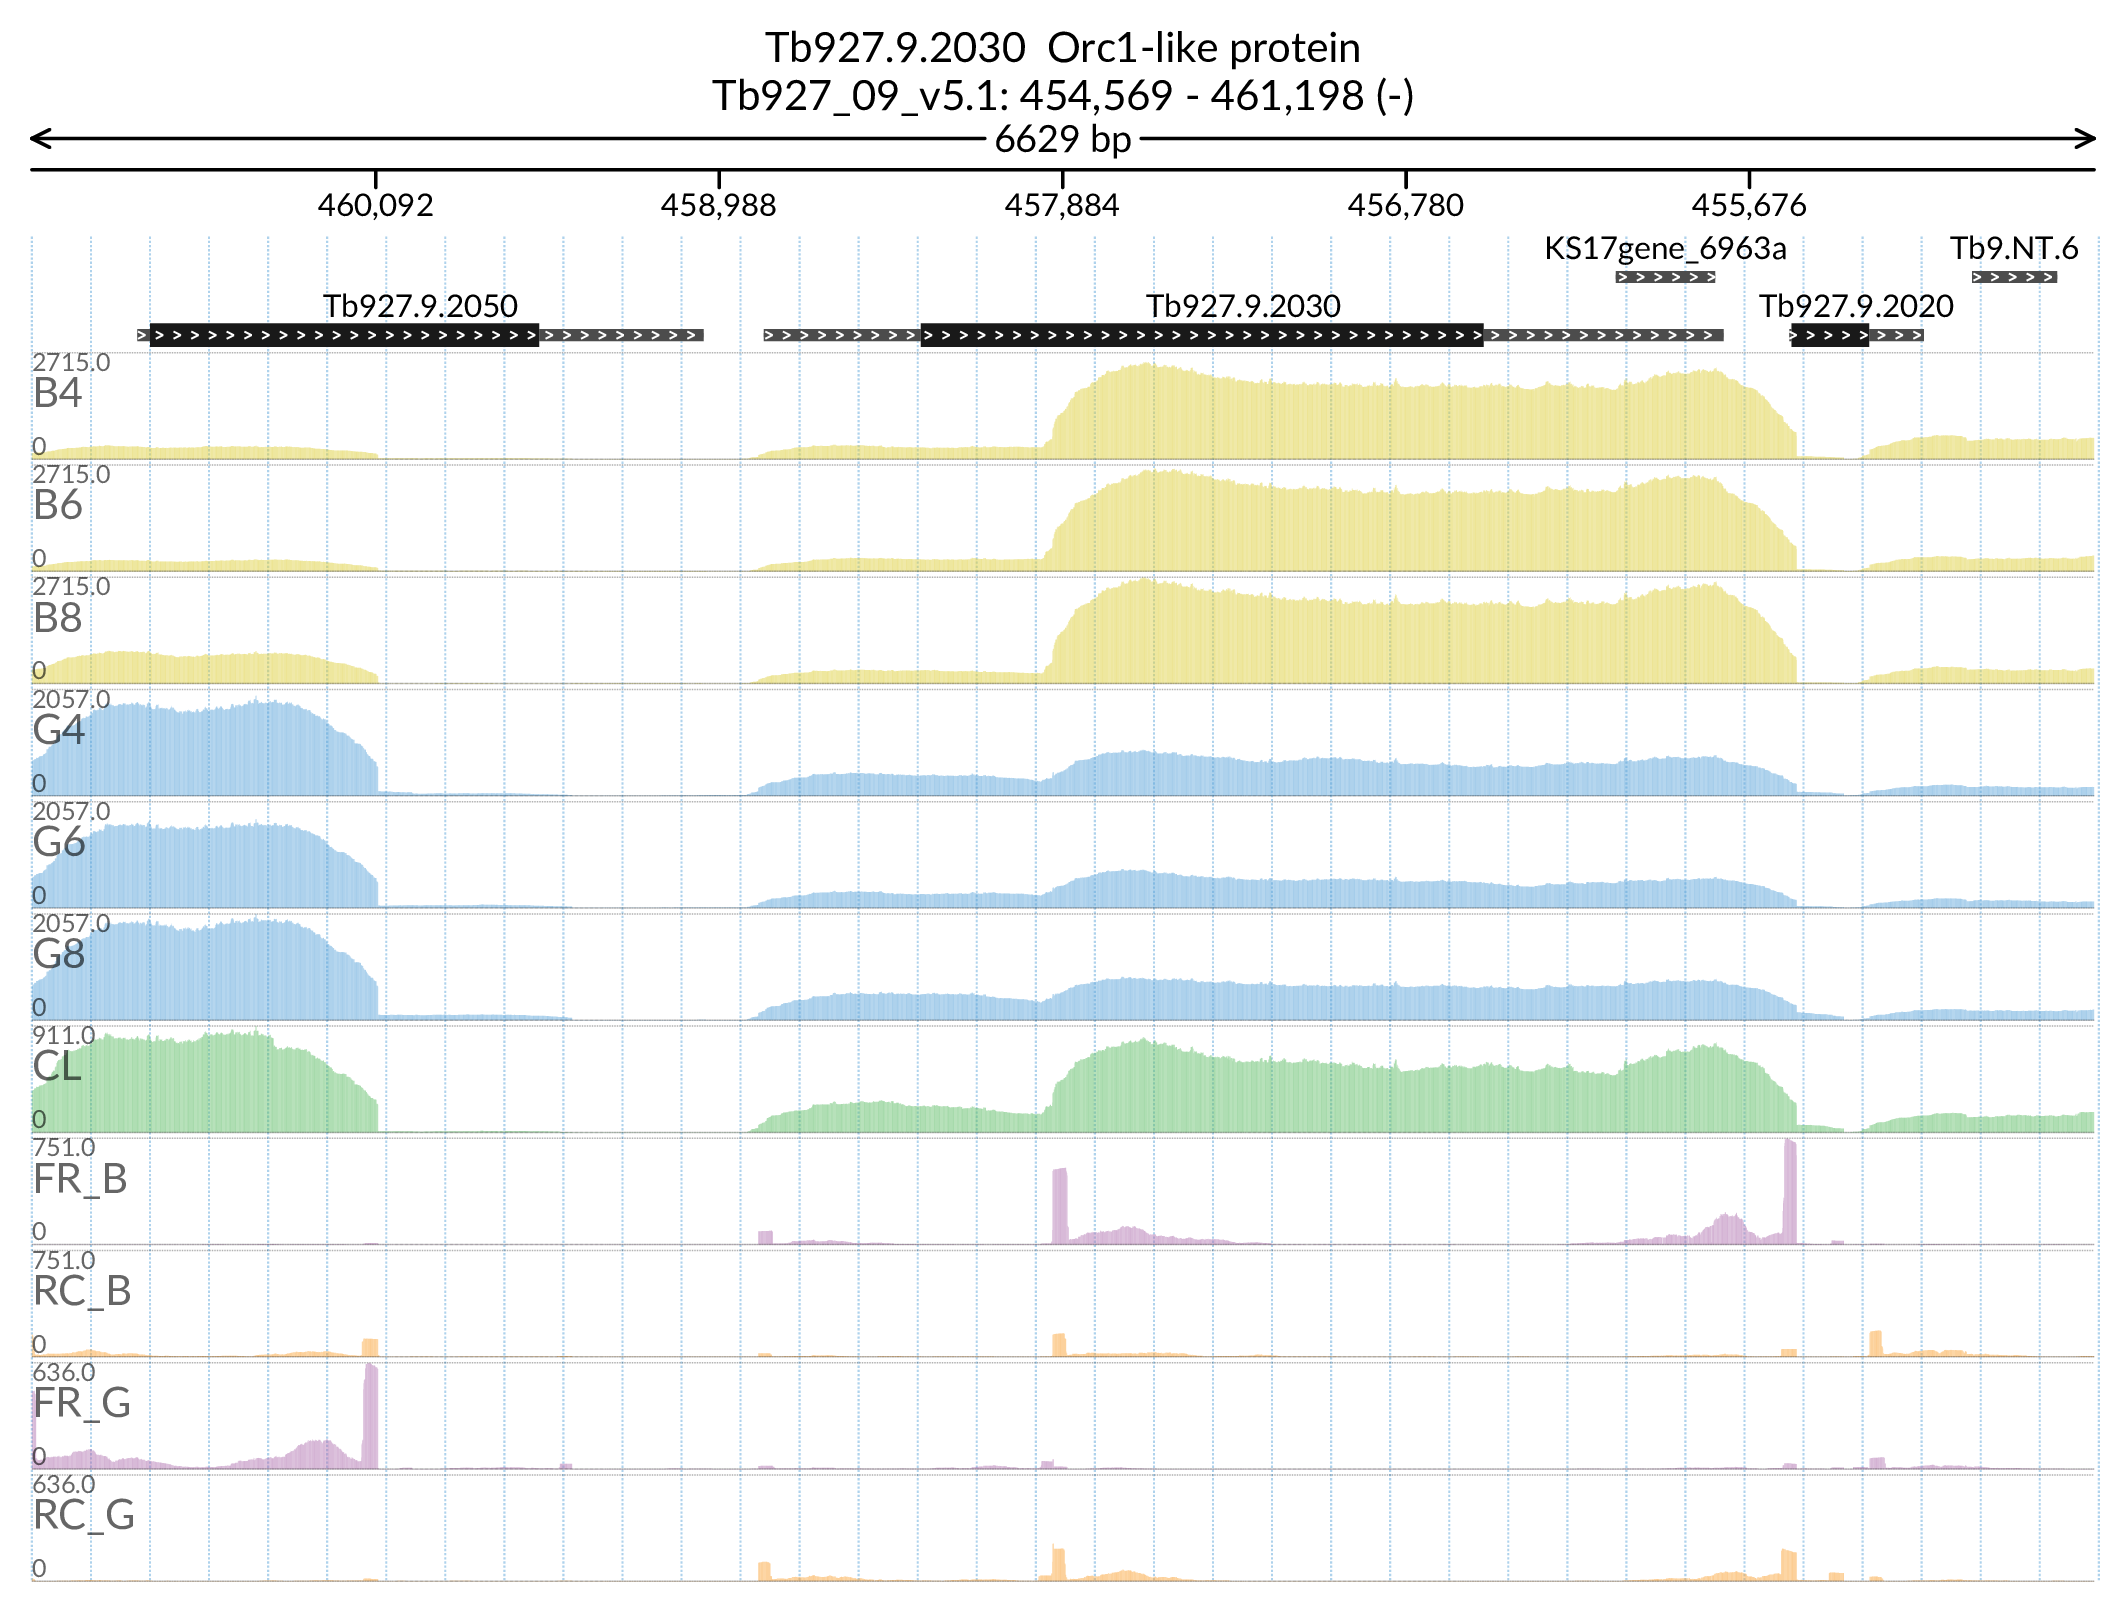 Tb927.9.2030  Orc1-like protein
Tb927_09_v5.1: 454,569 - 461,198 (-)
6629 bp
460,092 458,988 457,884 456,780 455,676
KS17gene_6963a Tb9.NT.6
Tb927.9.2050 Tb927.9.2030 Tb927.9.2020
2715.0
B4
0
2715.0
B6
0
2715.0
B8
0
2057.0
G4
0
2057.0
G6
0
2057.0
G8
0
911.0
CL
0
751.0
FR_B
0
751.0
RC_B
0
636.0
FR_G
0
636.0
RC_G
0